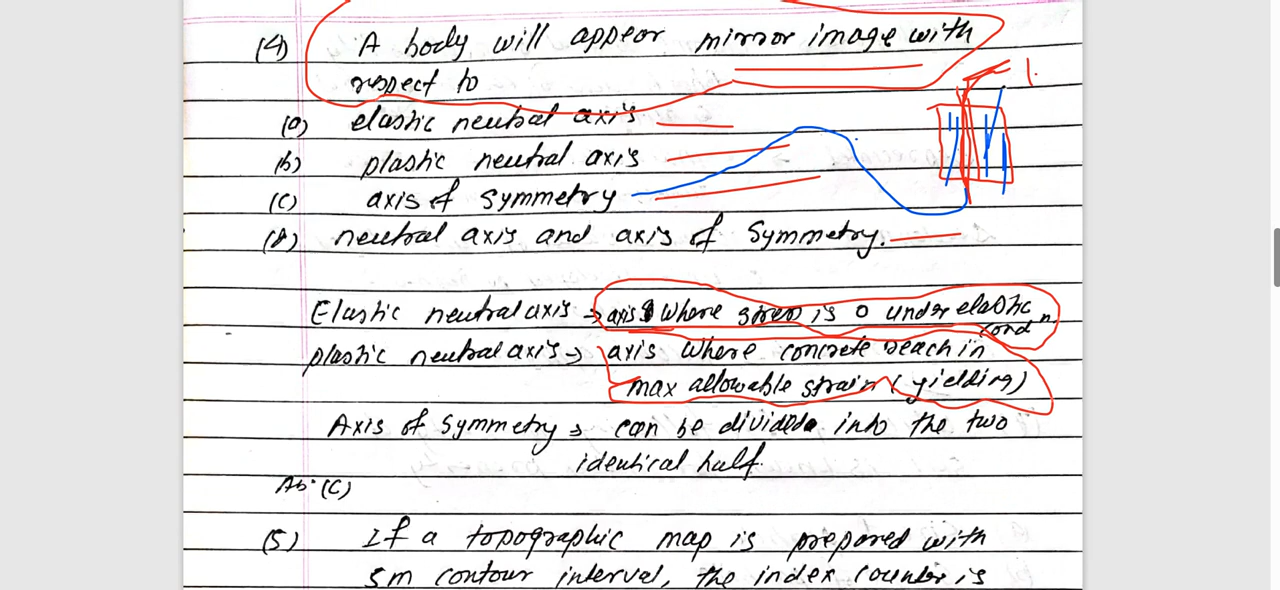 (4) A body will appear mirror image with
respect to
(a) elastic neutral axis
(b) plastic neutral axis
(c) axis of symmetry
(d) neutral axis and axis of symmetry.
1.
Elastic neutral axis → axis where stress is 0 under elastic
condn.
plastic neutral axis → axis where concrete reach in
max allowable strain (yielding)
Axis of symmetry → can be divided into the two
identical half.
As: (C)
(5) If a topographic map is prepared with
5m contour interval, the index counter is